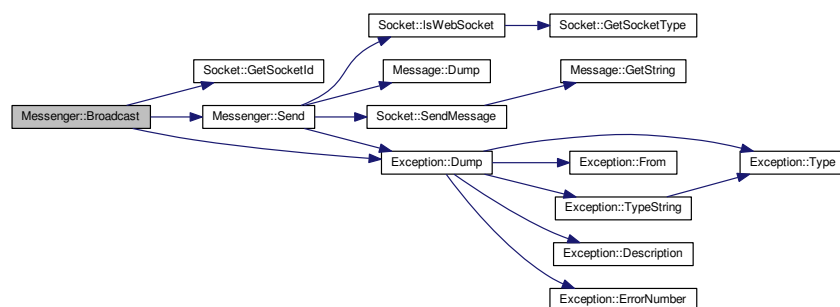 Socket::IsWebSocket
Socket::GetSocketType
Socket::GetSocketId
Message::Dump
Message::GetString
Messenger::Broadcast
Messenger::Send
Socket::SendMessage
Exception::Dump
Exception::From
Exception::Type
Exception::TypeString
Exception::Description
Exception::ErrorNumber